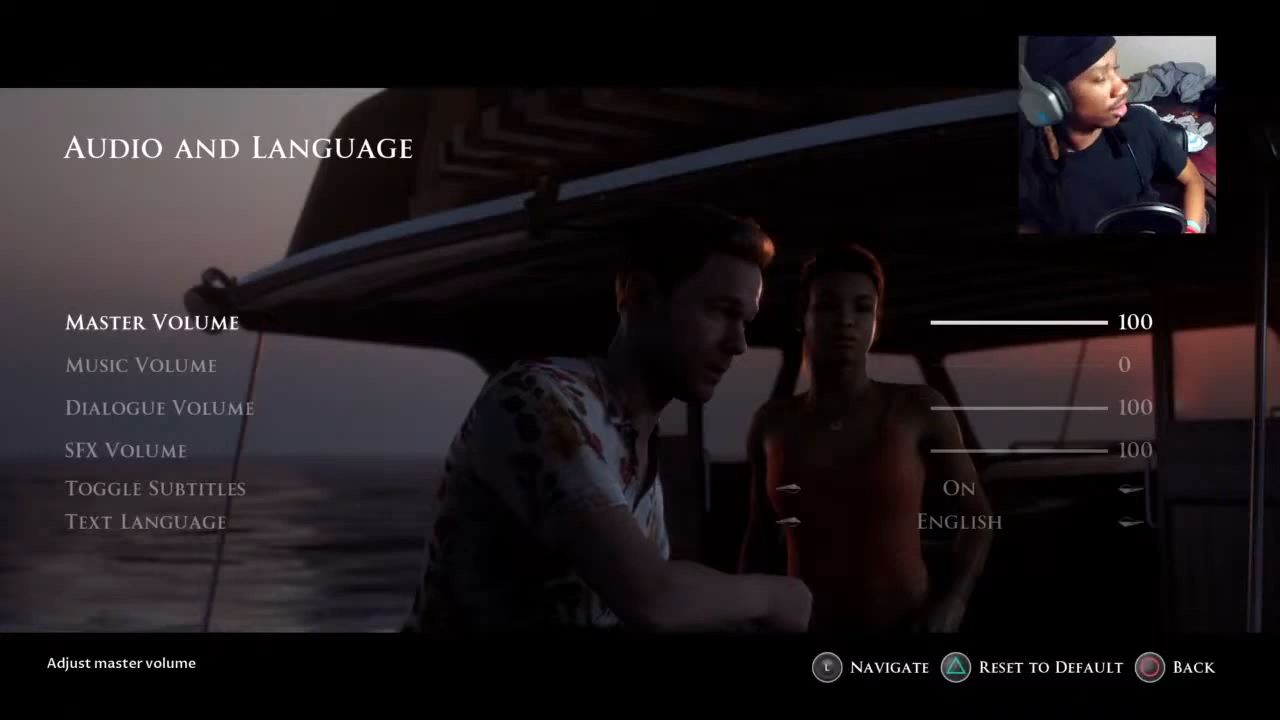 Audio and Language
Master Volume 100
Music Volume 0
Dialogue Volume 100
SFX Volume 100
Toggle Subtitles On
Text Language English
Adjust master volume
L Navigate Reset to Default Back